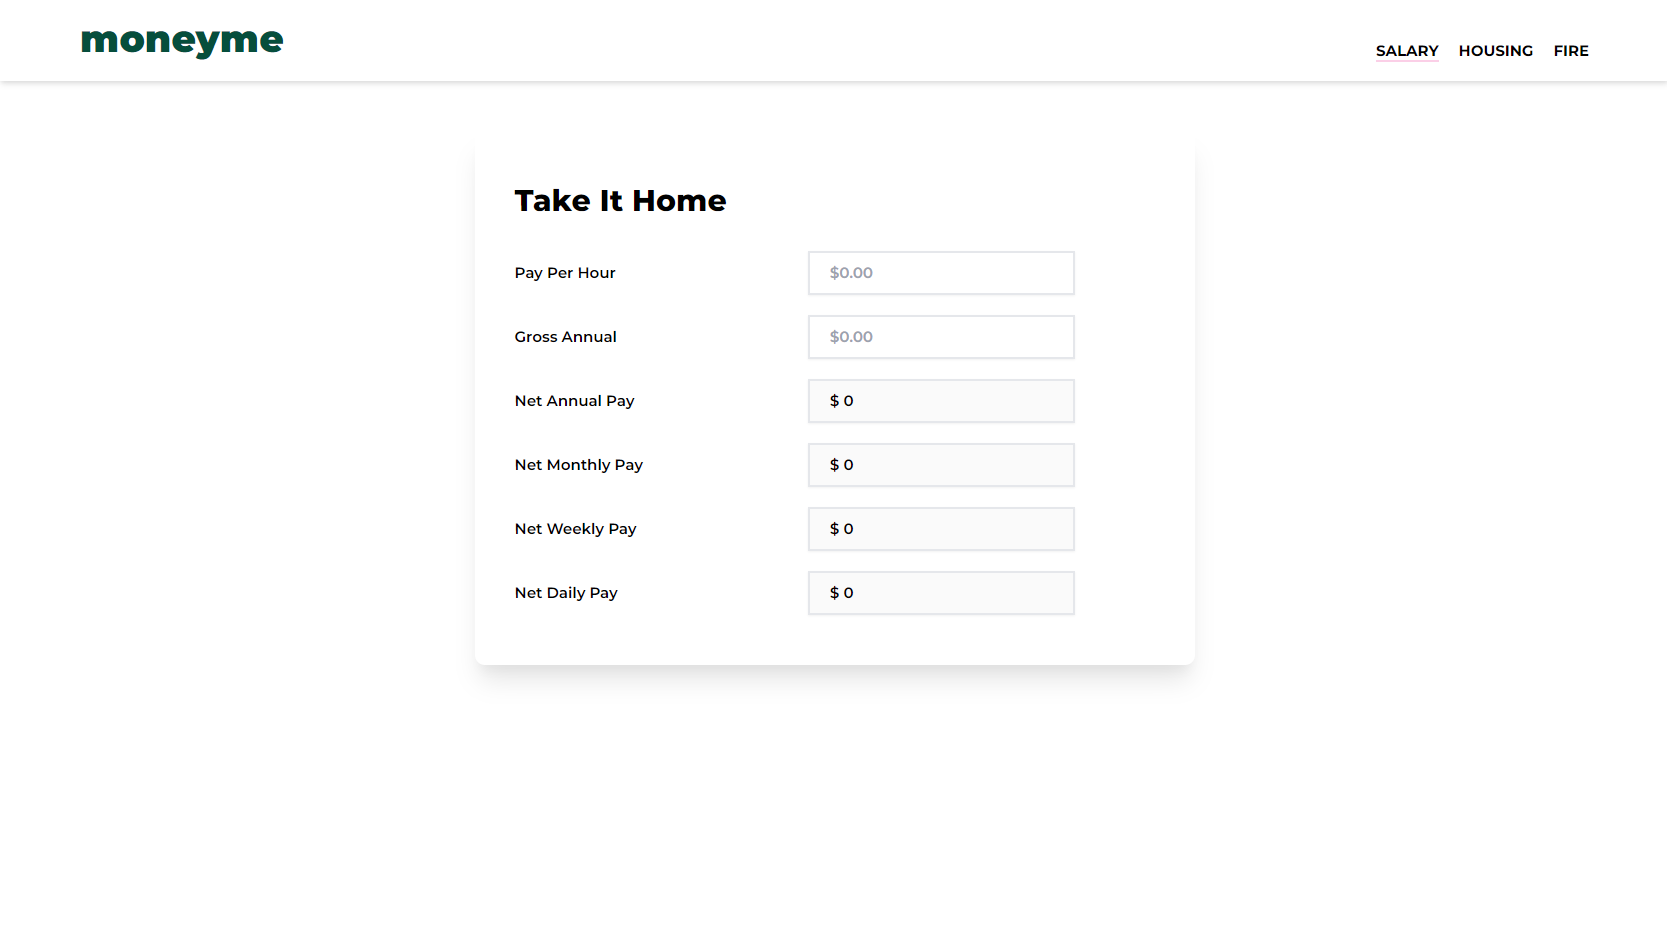 moneyme
SALARY HOUSING FIRE
Take It Home
Pay Per Hour $0.00
Gross Annual $0.00
Net Annual Pay $ 0
Net Monthly Pay $ 0
Net Weekly Pay $ 0
Net Daily Pay $ 0